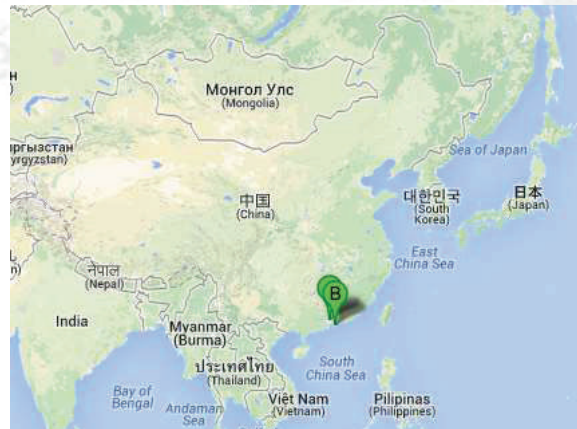 Монгол Улс
(Mongolia)
ыргызстан
yrgyzstan)
Sea of Japan
中国
(China)
대한민국
(South
Korea)
日本
(Japan)
East
China Sea
नेपाल
(Nepal)
B
India
Myanmar
(Burma)
ประเทศไทย
(Thailand)
South
China Sea
Bay of
Bengal
Andaman
Sea
Việt Nam
(Vietnam)
Pilipinas
(Philippines)